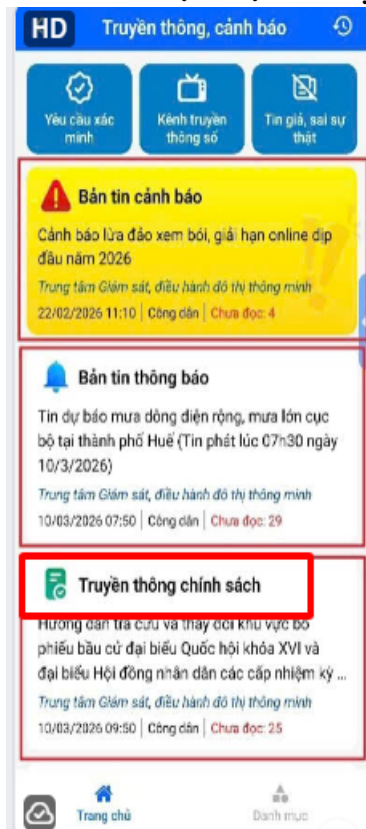 HD Truyền thông, cảnh báo
Yêu cầu xác minh
Kênh truyền thông số
Tin giả, sai sự thật
Bản tin cảnh báo
Cảnh báo lừa đảo xem bói, giải hạn online dịp
đầu năm 2026
Trung tâm Giám sát, điều hành đô thị thông minh
22/02/2026 11:10 | Công dân | Chưa đọc: 4
Bản tin thông báo
Tin dự báo mưa dông diện rộng, mưa lớn cục
bộ tại thành phố Huế (Tin phát lúc 07h30 ngày
10/3/2026)
Trung tâm Giám sát, điều hành đô thị thông minh
10/03/2026 07:50 | Công dân | Chưa đọc: 29
Truyền thông chính sách
Hướng dẫn tra cứu và thay đổi khu vực bỏ
phiếu bầu cử đại biểu Quốc hội khóa XVI và
đại biểu Hội đồng nhân dân các cấp nhiệm kỳ ...
Trung tâm Giám sát, điều hành đô thị thông minh
10/03/2026 09:50 | Công dân | Chưa đọc: 25
Trang chủ
Danh mục